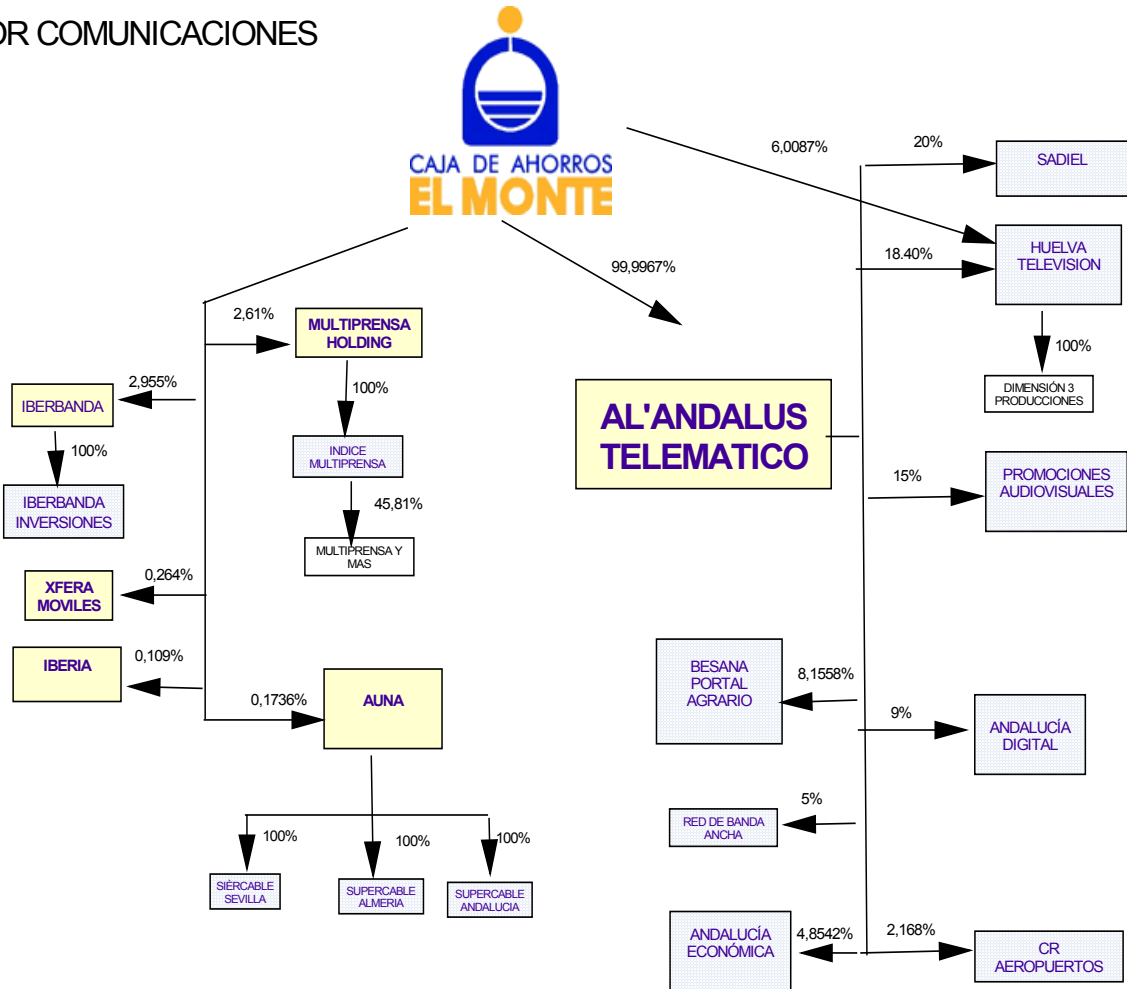 OR COMUNICACIONES
CAJA DE AHORROS
EL MONTE
6,0087%
20%
SADIEL
HUELVA
TELEVISION
18.40%
99,9967%
2,61%
MULTIPRENSA
HOLDING
100%
DIMENSIÓN 3
PRODUCCIONES
2,955%
IBERBANDA
100%
100%
INDICE
MULTIPRENSA
AL'ANDALUS
TELEMATICO
IBERBANDA
INVERSIONES
45,81%
MULTIPRENSA Y
MAS
15%
PROMOCIONES
AUDIOVISUALES
0,264%
XFERA
MOVILES
0,109%
IBERIA
0,1736%
AUNA
BESANA
PORTAL
AGRARIO
8,1558%
9%
ANDALUCÍA
DIGITAL
5%
RED DE BANDA
ANCHA
100%
100%
100%
SIÈRCABLE
SEVILLA
SUPERCABLE
ALMERIA
SUPERCABLE
ANDALUCIA
ANDALUCÍA
ECONÓMICA
4,8542%
2,168%
CR
AEROPUERTOS